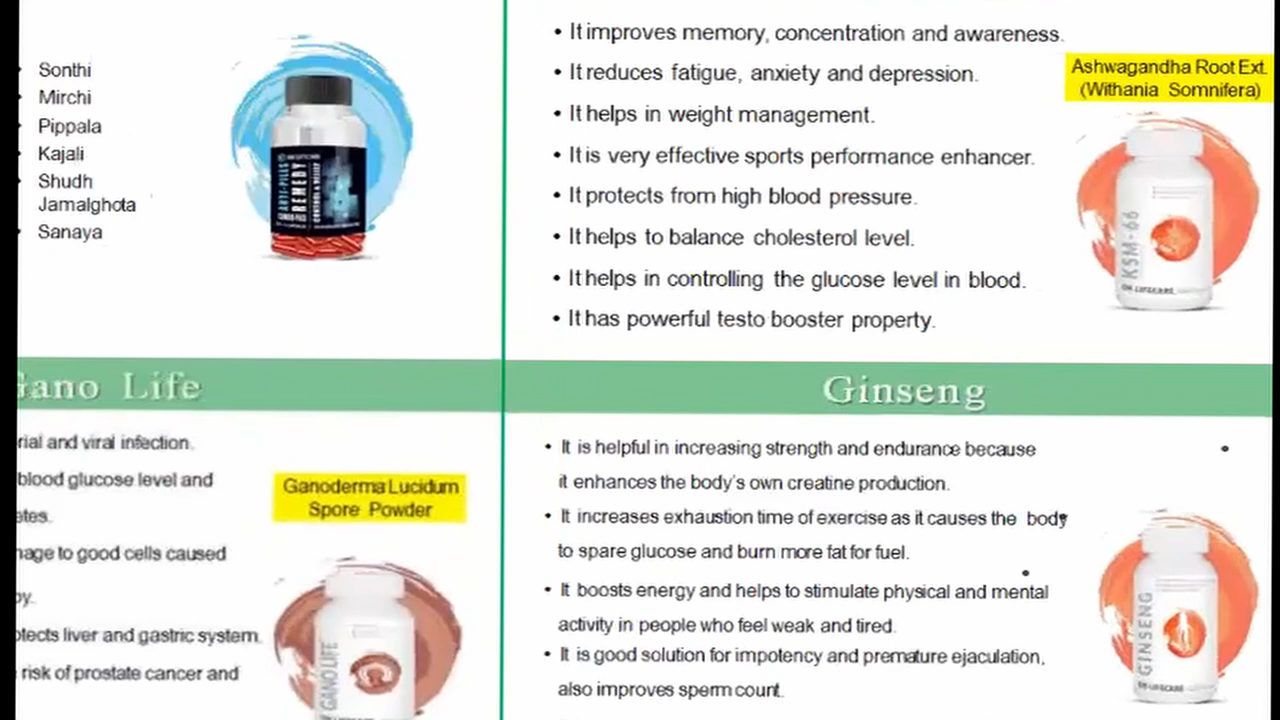 Sonthi
Mirchi
Pippala
Kajali
Shudh
Jamalghota
Sanaya
REMEDY
• It improves memory, concentration and awareness.
• It reduces fatigue, anxiety and depression.
• It helps in weight management.
• It is very effective sports performance enhancer.
• It protects from high blood pressure.
• It helps to balance cholesterol level.
• It helps in controlling the glucose level in blood.
• It has powerful testo booster property.
Ashwagandha Root Ext.
(Withania Somnifera)
KSM-66
Gano Life
rial and viral infection.
blood glucose level and
etes.
nage to good cells caused
py.
otects liver and gastric system.
risk of prostate cancer and
Ganoderma Lucidum
Spore Powder
GANO LIFE
Ginseng
• It is helpful in increasing strength and endurance because
it enhances the body's own creatine production.
• It increases exhaustion time of exercise as it causes the body
to spare glucose and burn more fat for fuel.
• It boosts energy and helps to stimulate physical and mental
activity in people who feel weak and tired.
• It is good solution for impotency and premature ejaculation,
also improves sperm count.
GINSENG